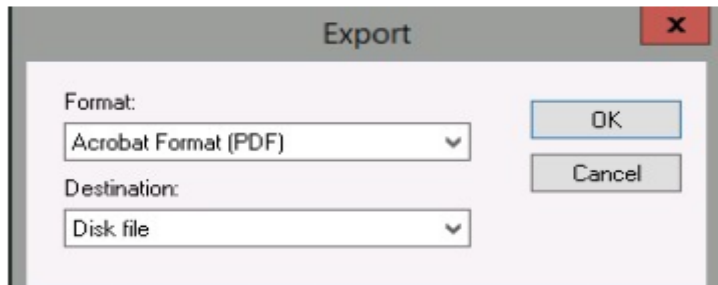 Export
x
Format:
Acrobat Format (PDF)
OK
Cancel
Destination:
Disk file